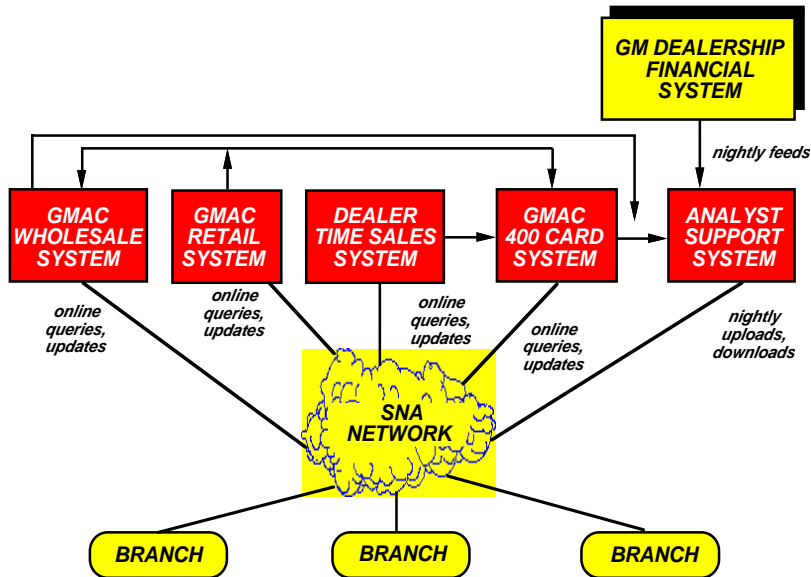 GM DEALERSHIP
FINANCIAL
SYSTEM
nightly feeds
GMAC
WHOLESALE
SYSTEM
GMAC
RETAIL
SYSTEM
DEALER
TIME SALES
SYSTEM
GMAC
400 CARD
SYSTEM
ANALYST
SUPPORT
SYSTEM
online
queries,
updates
online
queries,
updates
online
queries,
updates
online
queries,
updates
nightly
uploads,
downloads
SNA
NETWORK
BRANCH
BRANCH
BRANCH